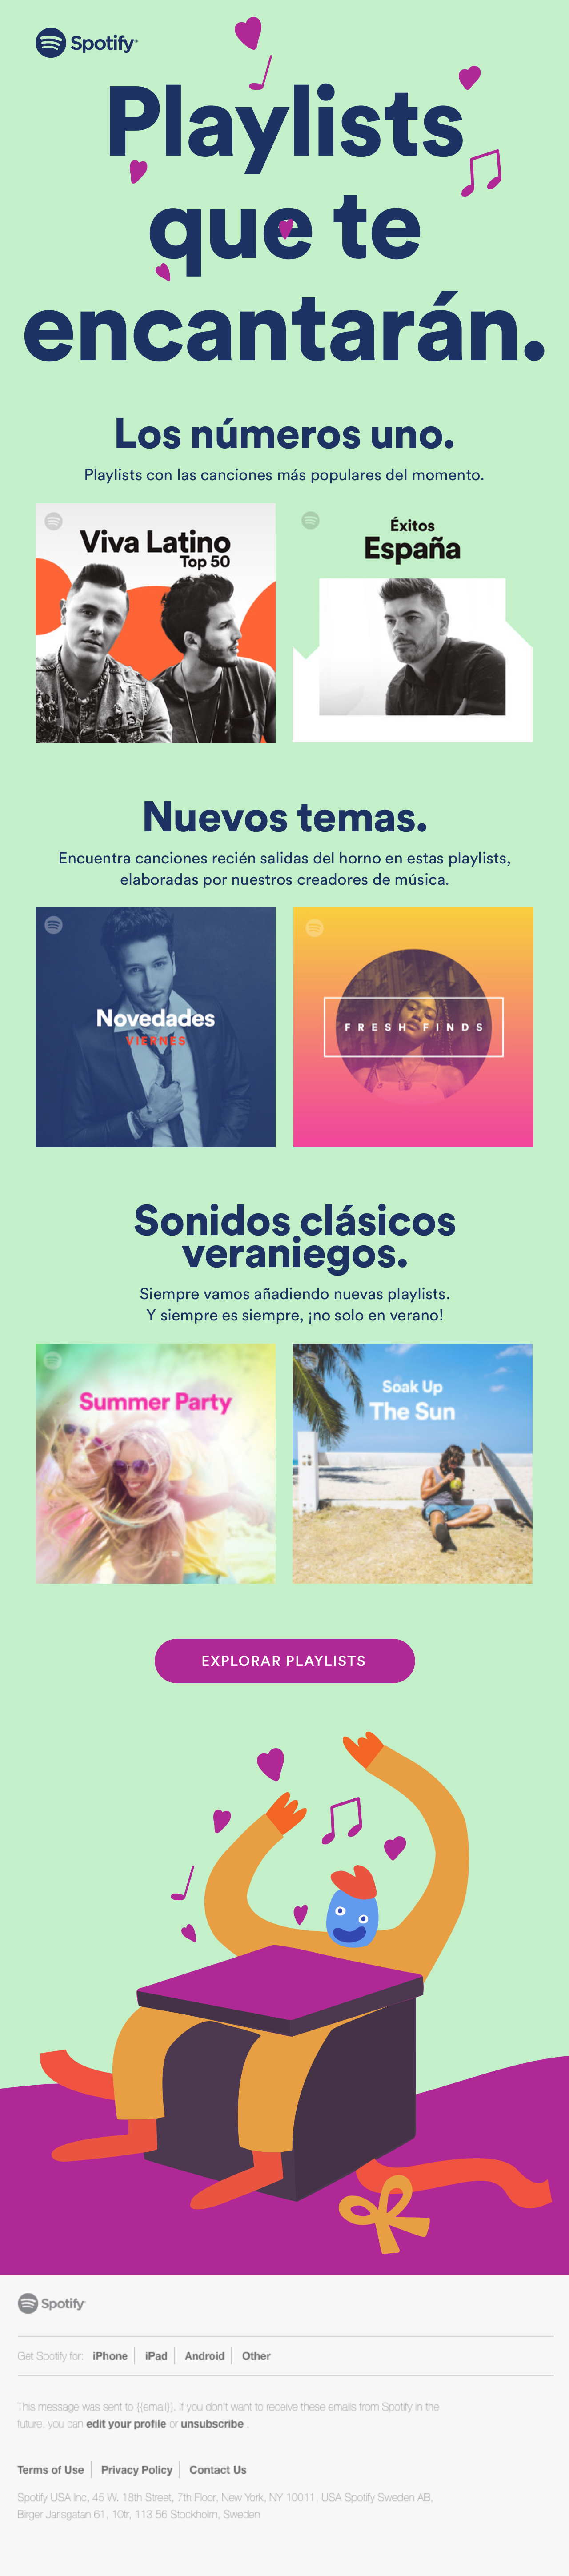 Spotify®
Playlists
que te
encantarán.
Los números uno.
Playlists con las canciones más populares del momento.
Viva Latino
Top 50
Éxitos
España
Nuevos temas.
Encuentra canciones recién salidas del horno en estas playlists,
elaboradas por nuestros creadores de música.
Novedades
VIERNES
FRESH FINDS
Sonidos clásicos
veraniegos.
Siempre vamos añadiendo nuevas playlists.
Y siempre es siempre, ¡no solo en verano!
Summer Party
Soak Up
The Sun
EXPLORAR PLAYLISTS
Spotify®
Get Spotify for: iPhone | iPad | Android | Other
This message was sent to {{email}}. If you don't want to receive these emails from Spotify in the
future, you can edit your profile or unsubscribe .
Terms of Use | Privacy Policy | Contact Us
Spotify USA Inc, 45 W. 18th Street, 7th Floor, New York, NY 10011, USA Spotify Sweden AB,
Birger Jarlsgatan 61, 10tr, 113 56 Stockholm, Sweden